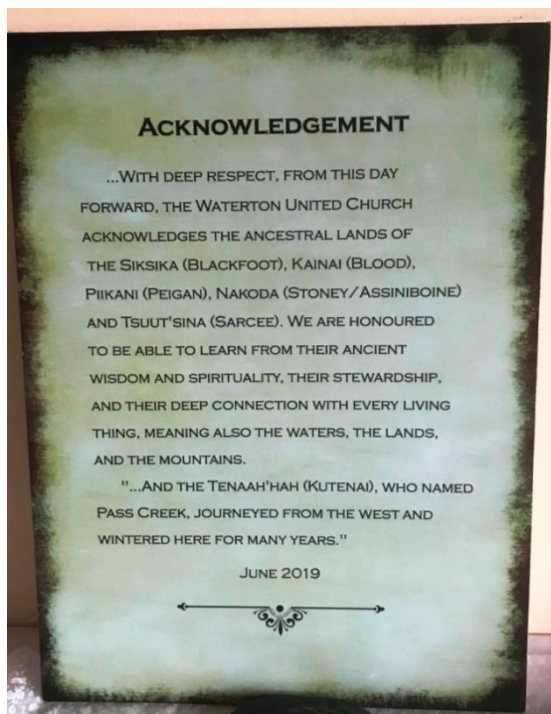 ACKNOWLEDGEMENT
...WITH DEEP RESPECT, FROM THIS DAY
FORWARD, THE WATERTON UNITED CHURCH
ACKNOWLEDGES THE ANCESTRAL LANDS OF
THE SIKSIKA (BLACKFOOT), KAINAI (BLOOD),
PIIKANI (PEIGAN), NAKODA (STONEY/ASSINIBOINE)
AND TSUUT'SINA (SARCEE). WE ARE HONOURED
TO BE ABLE TO LEARN FROM THEIR ANCIENT
WISDOM AND SPIRITUALITY, THEIR STEWARDSHIP,
AND THEIR DEEP CONNECTION WITH EVERY LIVING
THING, MEANING ALSO THE WATERS, THE LANDS,
AND THE MOUNTAINS.
"...AND THE TENAAH'HAH (KUTENAI), WHO NAMED
PASS CREEK, JOURNEYED FROM THE WEST AND
WINTERED HERE FOR MANY YEARS."
JUNE 2019